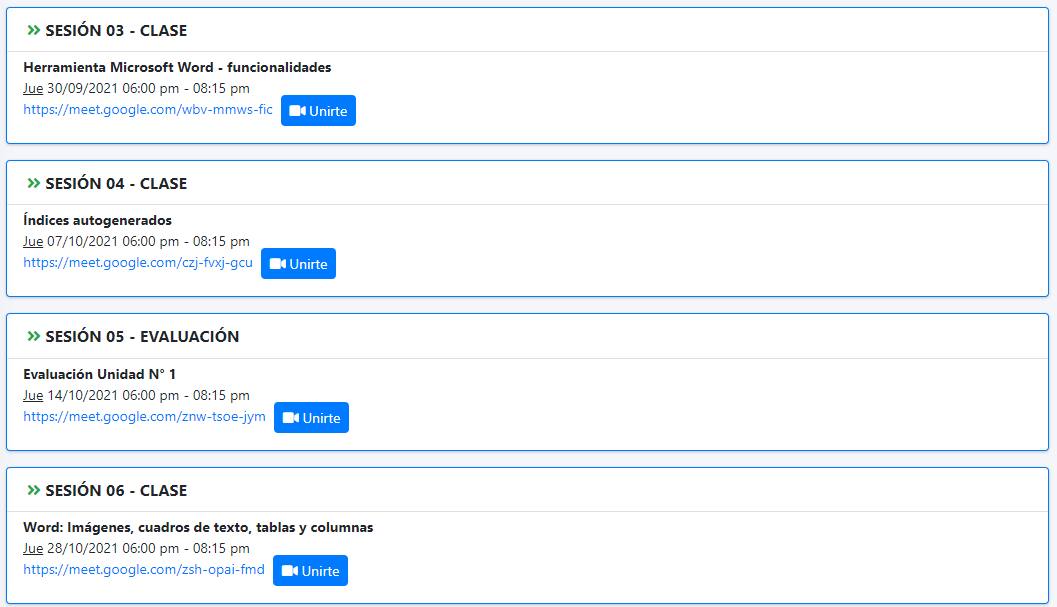 SESIÓN 03 - CLASE
Herramienta Microsoft Word - funcionalidades
Jue 30/09/2021 06:00 pm - 08:15 pm
https://meet.google.com/wbv-mmws-fic Unirte
SESIÓN 04 - CLASE
Índices autogenerados
Jue 07/10/2021 06:00 pm - 08:15 pm
https://meet.google.com/czj-fvxj-gcu Unirte
SESIÓN 05 - EVALUACIÓN
Evaluación Unidad N° 1
Jue 14/10/2021 06:00 pm - 08:15 pm
https://meet.google.com/znw-tsoe-jym Unirte
SESIÓN 06 - CLASE
Word: Imágenes, cuadros de texto, tablas y columnas
Jue 28/10/2021 06:00 pm - 08:15 pm
https://meet.google.com/zsh-opai-fmd Unirte